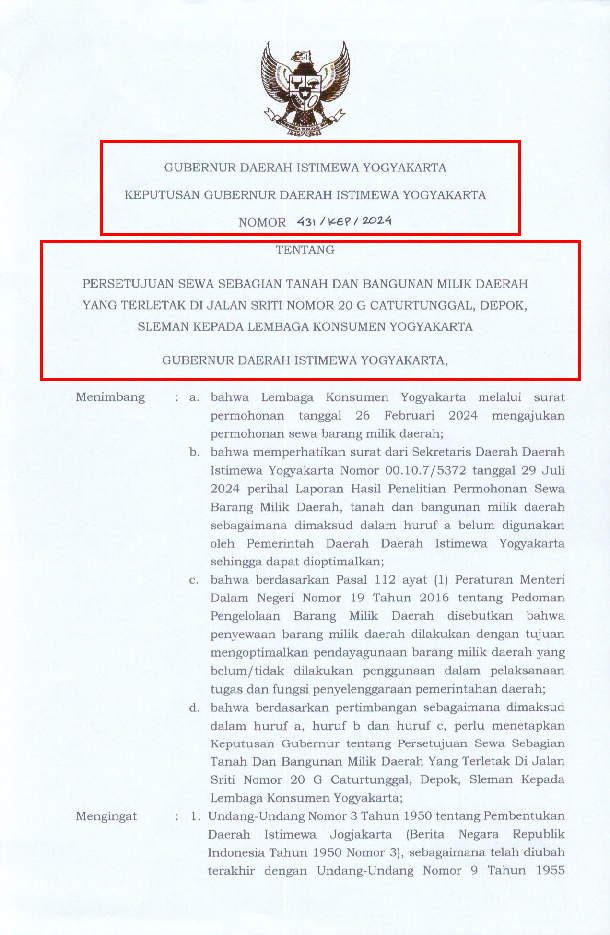 GUBERNUR DAERAH ISTIMEWA YOGYAKARTA
KEPUTUSAN GUBERNUR DAERAH ISTIMEWA YOGYAKARTA
NOMOR 431/KEP/2024
TENTANG
PERSETUJUAN SEWA SEBAGIAN TANAH DAN BANGUNAN MILIK DAERAH
YANG TERLETAK DI JALAN SRITI NOMOR 20 G CATURTUNGGAL, DEPOK,
SLEMAN KEPADA LEMBAGA KONSUMEN YOGYAKARTA
GUBERNUR DAERAH ISTIMEWA YOGYAKARTA,
Menimbang : a. bahwa Lembaga Konsumen Yogyakarta melalui surat
permohonan tanggal 26 Februari 2024 mengajukan
permohonan sewa barang milik daerah;
b. bahwa memperhatikan surat dari Sekretaris Daerah Daerah
Istimewa Yogyakarta Nomor 00.10.7/5372 tanggal 29 Juli
2024 perihal Laporan Hasil Penelitian Permohonan Sewa
Barang Milik Daerah, tanah dan bangunan milik daerah
sebagaimana dimaksud dalam huruf a belum digunakan
oleh Pemerintah Daerah Daerah Istimewa Yogyakarta
sehingga dapat dioptimalkan;
c. bahwa berdasarkan Pasal 112 ayat (1) Peraturan Menteri
Dalam Negeri Nomor 19 Tahun 2016 tentang Pedoman
Pengelolaan Barang Milik Daerah disebutkan bahwa
penyewaan barang milik daerah dilakukan dengan tujuan
mengoptimalkan pendayagunaan barang milik daerah yang
belum/tidak dilakukan penggunaan dalam pelaksanaan
tugas dan fungsi penyelenggaraan pemerintahan daerah;
d. bahwa berdasarkan pertimbangan sebagaimana dimaksud
dalam huruf a, huruf b dan huruf c, perlu menetapkan
Keputusan Gubernur tentang Persetujuan Sewa Sebagian
Tanah Dan Bangunan Milik Daerah Yang Terletak Di Jalan
Sriti Nomor 20 G Caturtunggal, Depok, Sleman Kepada
Lembaga Konsumen Yogyakarta;
Mengingat : 1. Undang-Undang Nomor 3 Tahun 1950 tentang Pembentukan
Daerah Istimewa Jogjakarta (Berita Negara Republik
Indonesia Tahun 1950 Nomor 3), sebagaimana telah diubah
terakhir dengan Undang-Undang Nomor 9 Tahun 1955